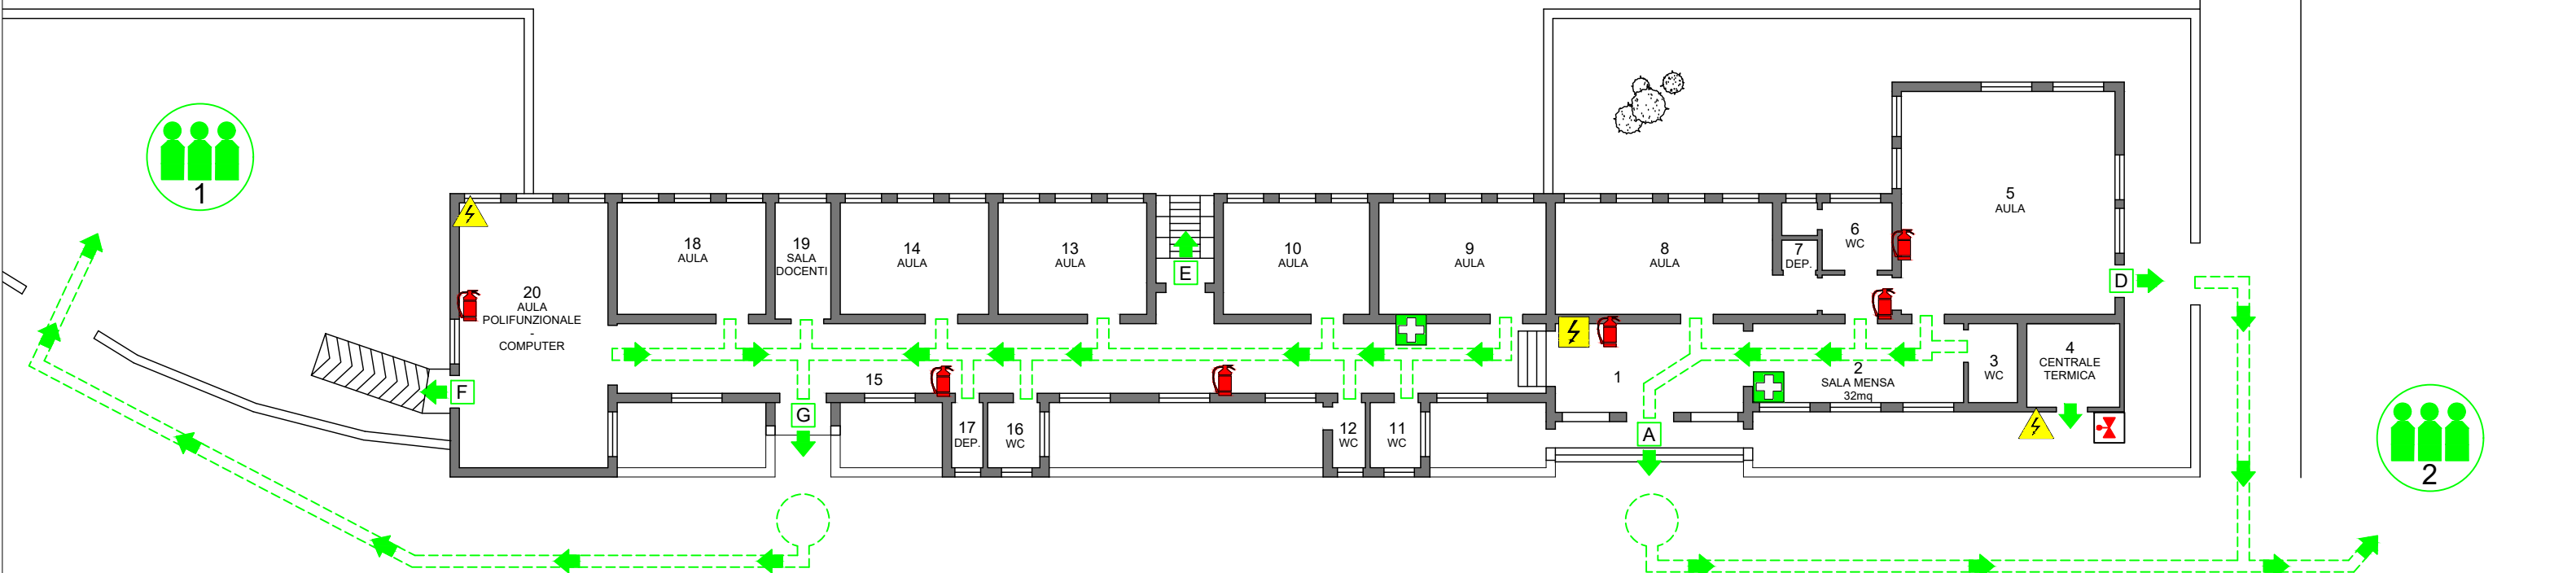 1
20
AULA
POLIFUNZIONALE
-
COMPUTER
F
18
AULA
19
SALA
DOCENTI
14
AULA
13
AULA
E
10
AULA
9
AULA
8
AULA
7
DEP.
6
WC
5
AULA
D
15
G
17
DEP.
16
WC
12
WC
11
WC
1
A
2
SALA MENSA
32mq
3
WC
4
CENTRALE
TERMICA
2